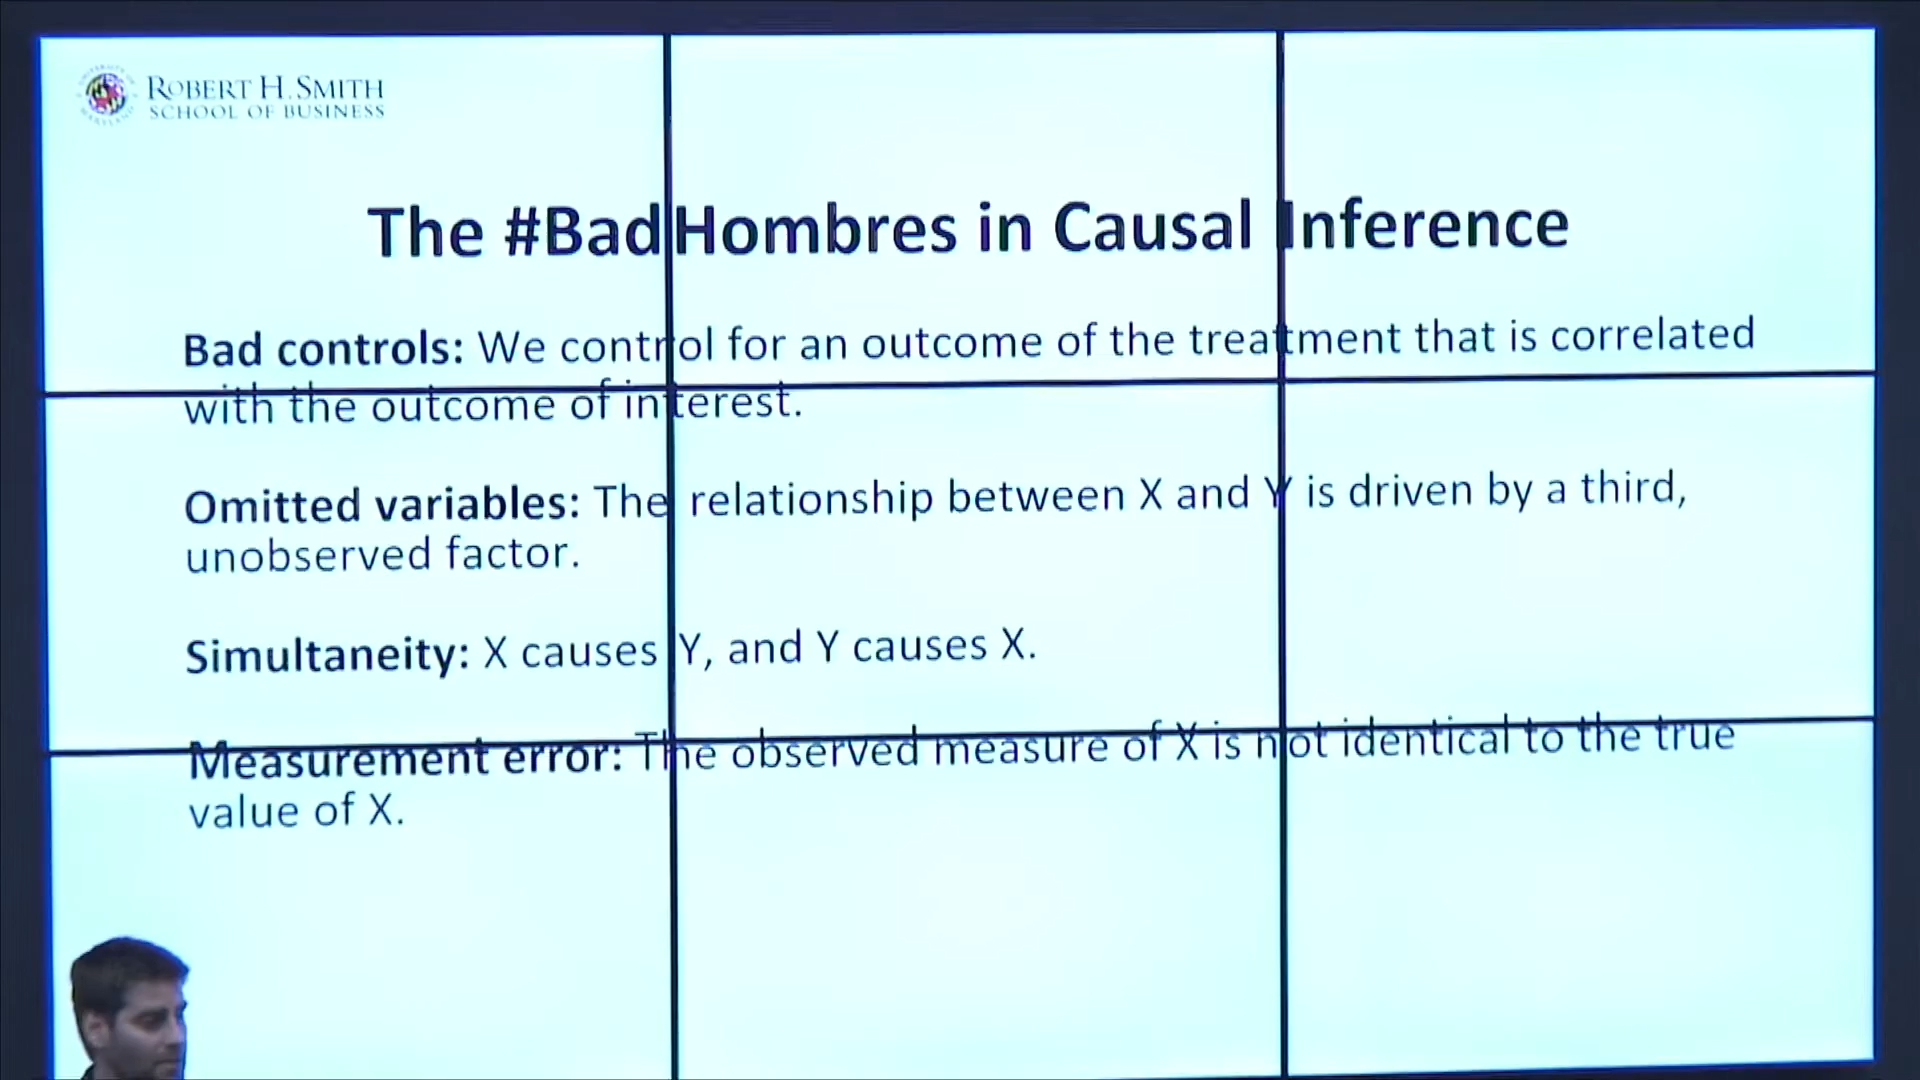 ROBERT H. SMITH
SCHOOL OF BUSINESS
The #Bad Hombres in Causal Inference
Bad controls: We control for an outcome of the treatment that is correlated
with the outcome of interest.
Omitted variables: The relationship between X and Y is driven by a third,
unobserved factor.
Simultaneity: X causes Y, and Y causes X.
Measurement error: The observed measure of X is not identical to the true
value of X.